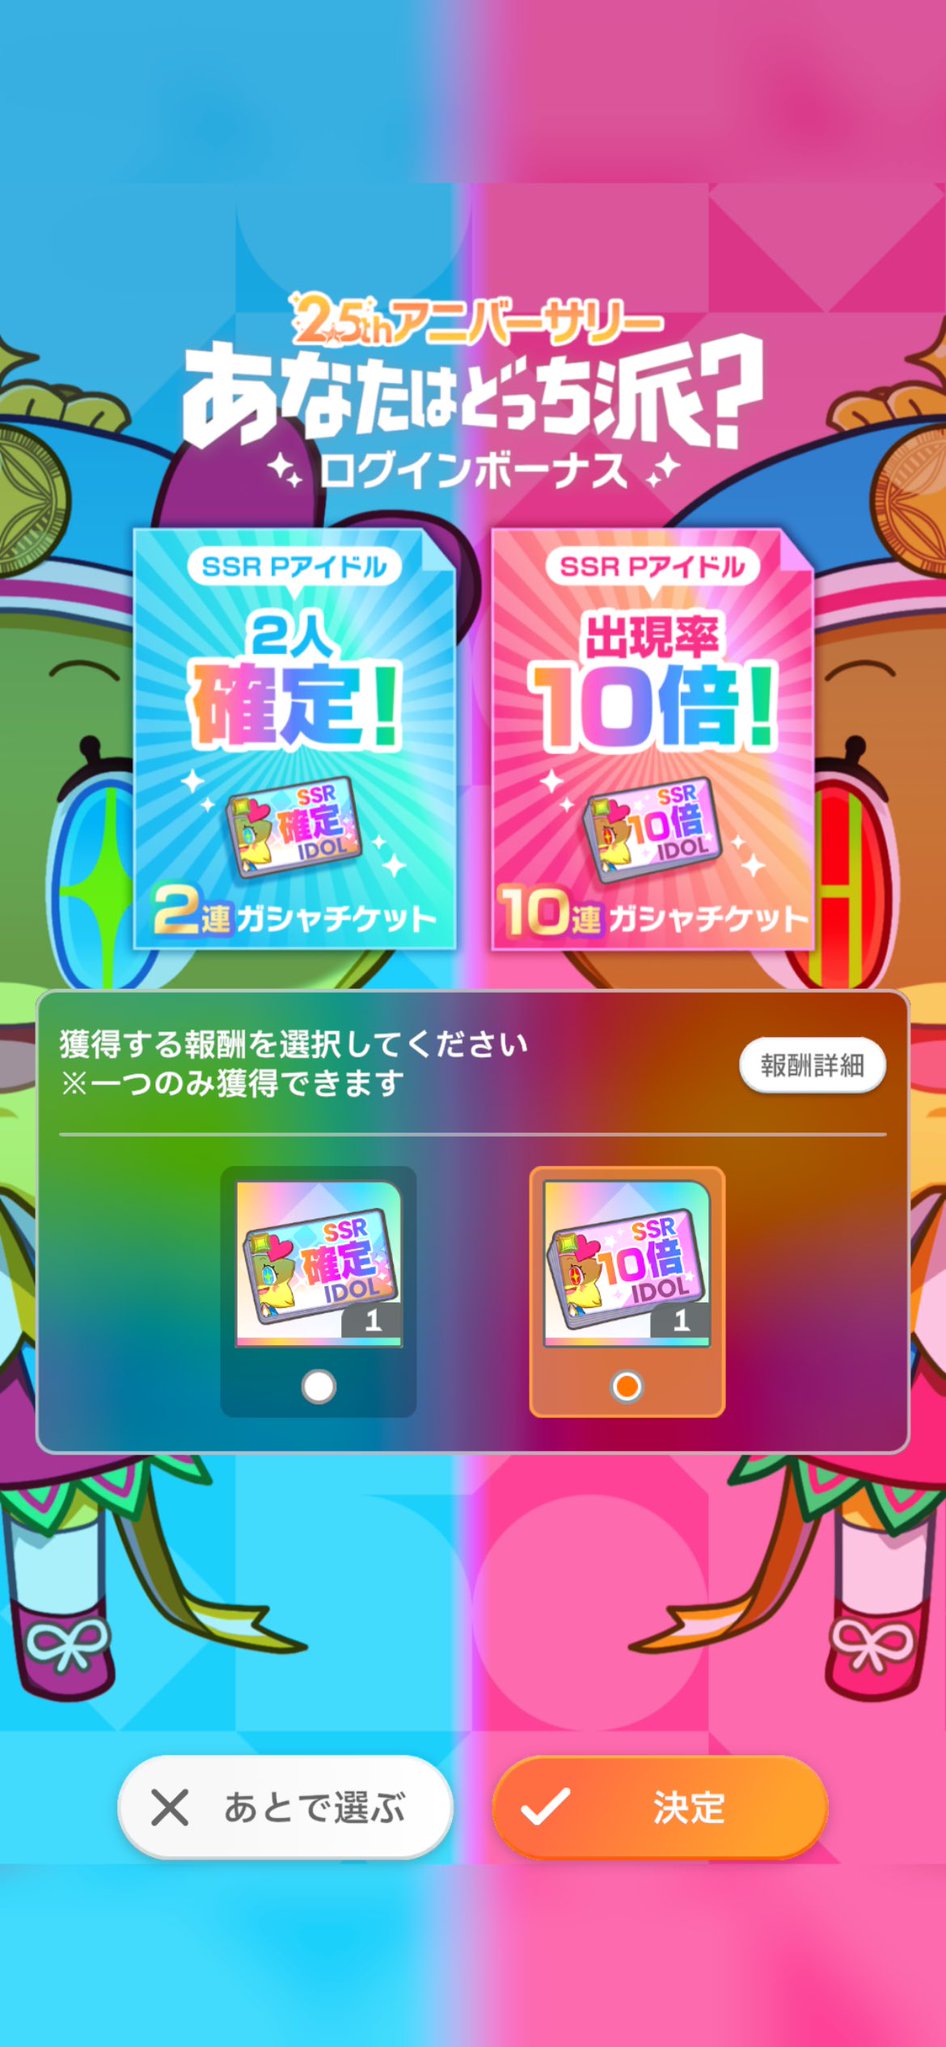 2.5thアニバーサリー
あなたはどっち派？
ログインボーナス
SSR Pアイドル
2人
確定！
SSR
確定
IDOL
2連ガシャチケット
SSR Pアイドル
出現率
10倍！
SSR
10倍
IDOL
10連ガシャチケット
獲得する報酬を選択してください
※一つのみ獲得できます
報酬詳細
SSR
確定
IDOL
1
SSR
10倍
IDOL
1
あとで選ぶ
決定